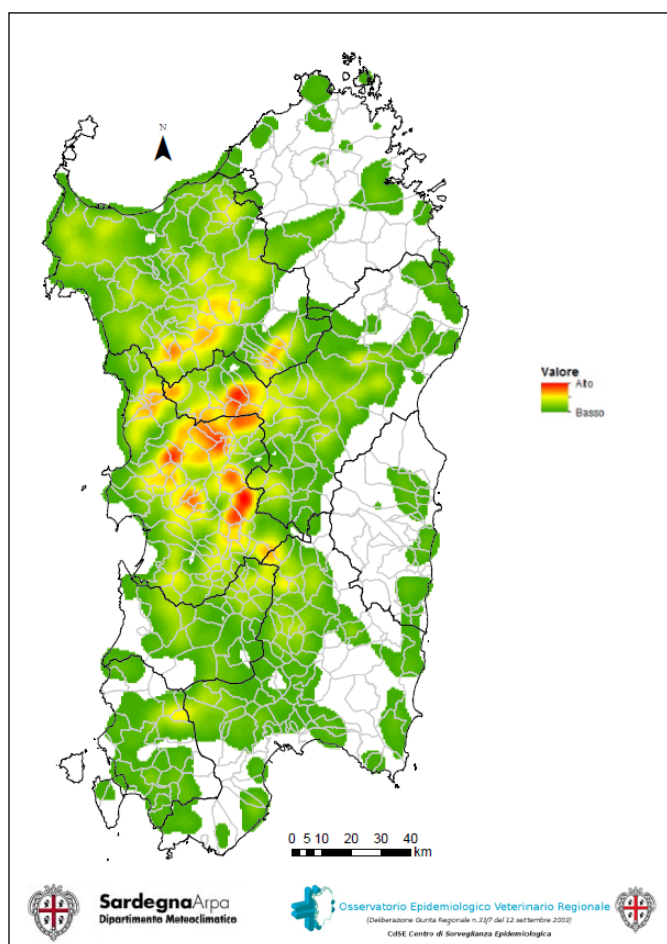 N
Valore
Alto
Basso
0 5 10 20 30 40
km
SardegnaArpa
Dipartimento Meteoclimatico
Osservatorio Epidemiologico Veterinario Regionale
(Deliberazione Giunta Regionale n.33/7 del 12 settembre 2003)
CdSE Centro di Sorveglianza Epidemiologica